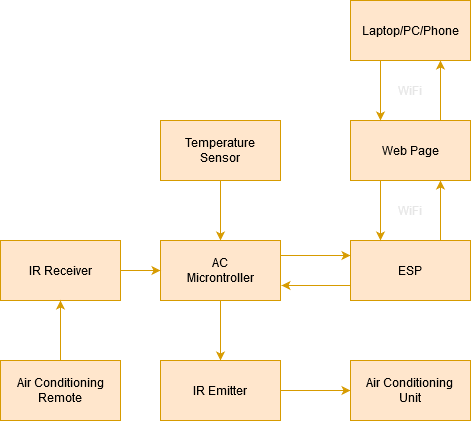 Laptop/PC/Phone
WiFi
Temperature
Sensor
Web Page
WiFi
IR Receiver
AC
Microntroller
ESP
Air Conditioning
Remote
IR Emitter
Air Conditioning
Unit